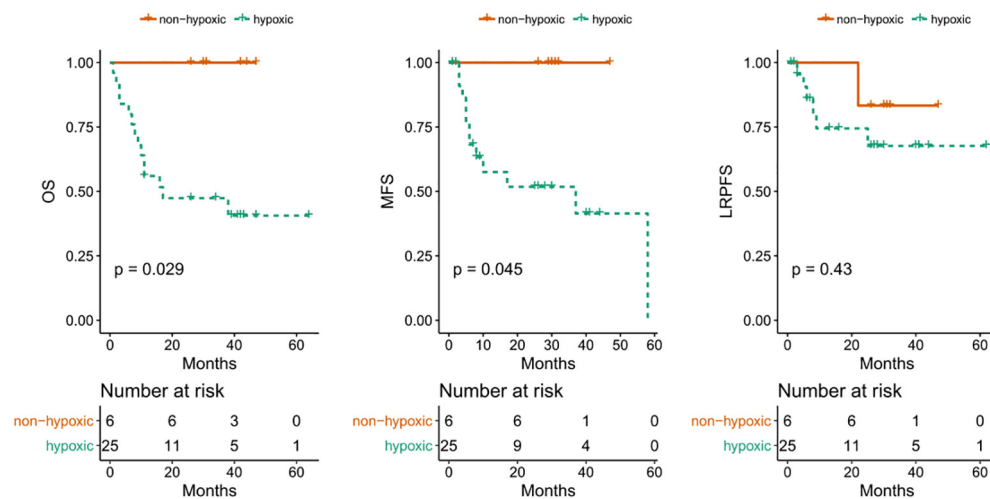 non-hypoxic hypoxic
1.00
0.75
0.50
0.25
0.00
OS
p = 0.029
0 20 40 60
Months
Number at risk
non-hypoxic 6 6 3 0
hypoxic 25 11 5 1
0 20 40 60
Months
non-hypoxic hypoxic
1.00
0.75
0.50
0.25
0.00
MFS
p = 0.045
0 10 20 30 40 50 60
Months
Number at risk
non-hypoxic 6 6 1 0
hypoxic 25 9 4 0
0 20 40 60
Months
non-hypoxic hypoxic
1.00
0.75
0.50
0.25
0.00
LRPFS
p = 0.43
0 20 40 60
Months
Number at risk
non-hypoxic 6 6 1 0
hypoxic 25 11 5 1
0 20 40 60
Months